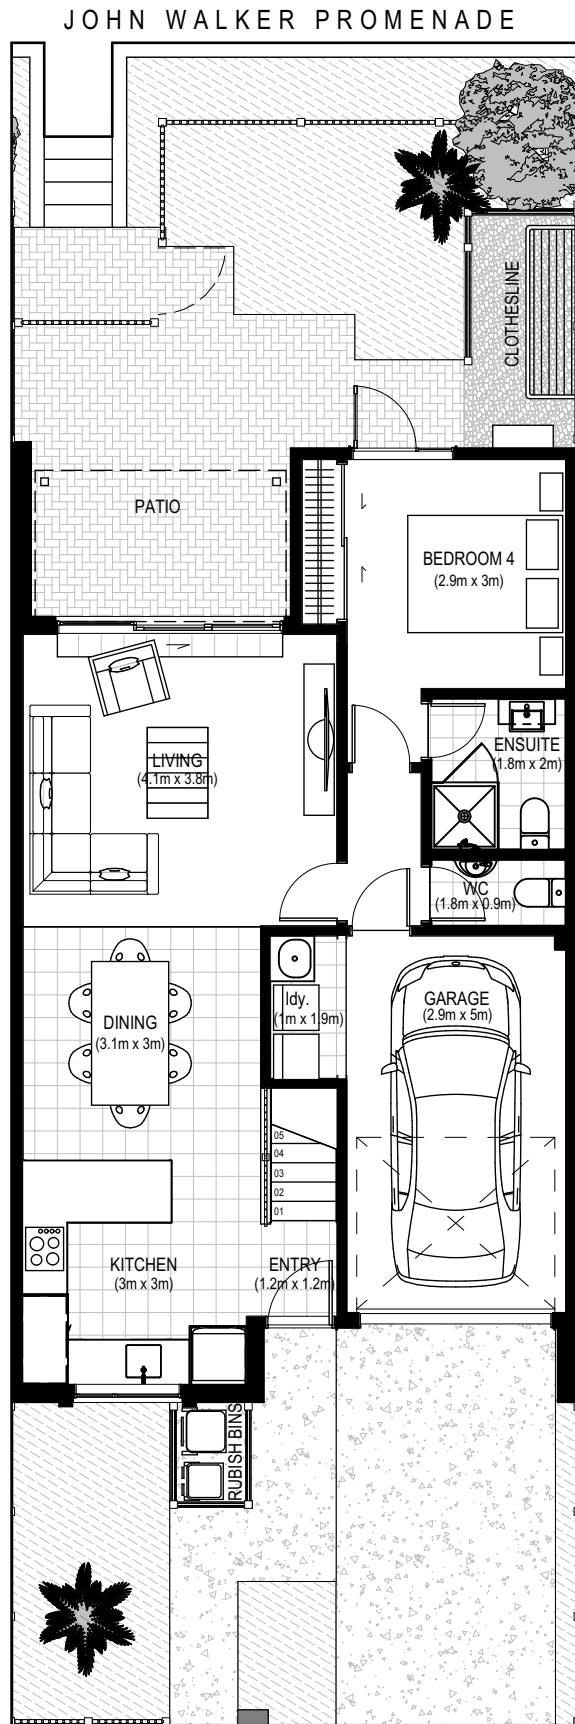 JOHN WALKER PROMENADE
CLOTHESLINE
PATIO
BEDROOM 4
(2.9m x 3m)
LIVING
(4.1m x 3.8m)
ENSUITE
(1.8m x 2m)
WC
(1.8m x 0.9m)
ldy.
(1m x 1.9m)
GARAGE
(2.9m x 5m)
DINING
(3.1m x 3m)
05
04
03
02
01
KITCHEN
(3m x 3m)
ENTRY
(1.2m x 1.2m)
RUBISH BINS